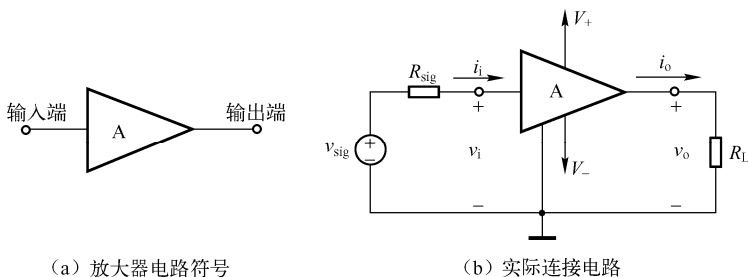 输入端
A
输出端
(a) 放大器电路符号
V+
Rsig
ii
A
io
+
+
vsig
+
−
vi
V−
vo
RL
−
−
(b) 实际连接电路